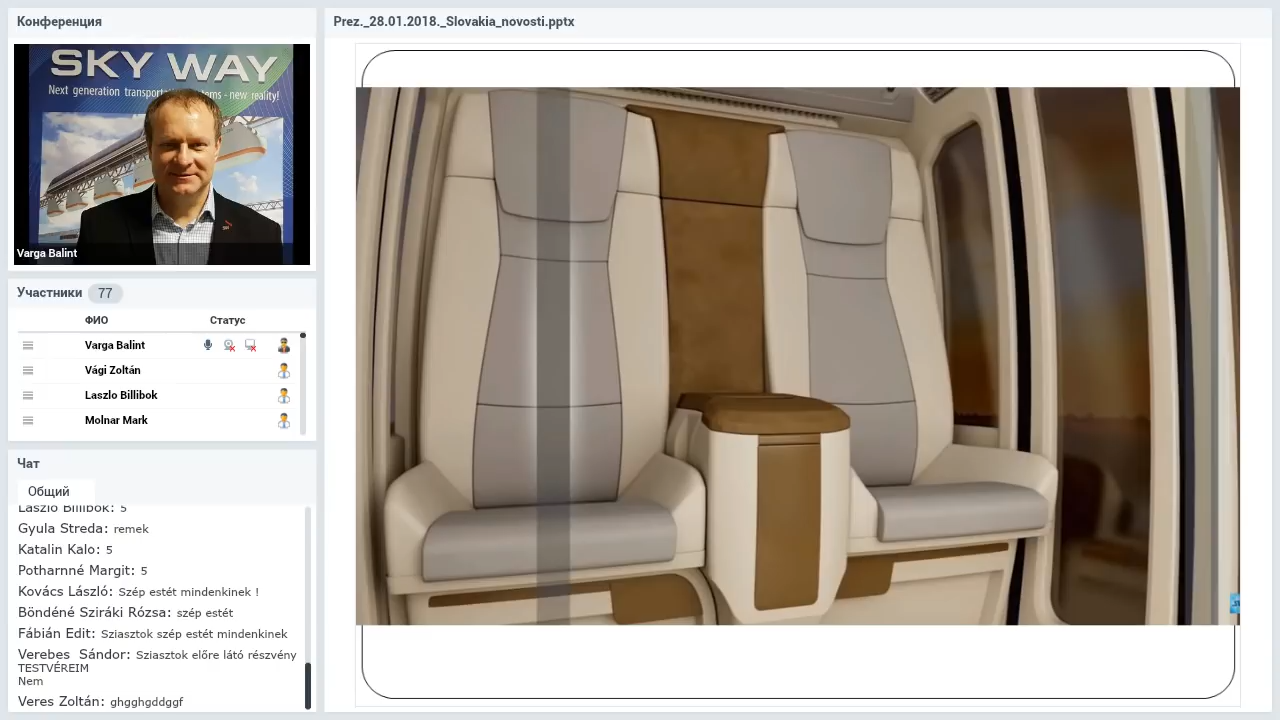 Конференция
SKY WAY
Next generation transportation systems - new reality!
Varga Balint
Участники 77
ФИО Статус
Varga Balint
Vági Zoltán
Laszlo Billibok
Molnar Mark
Чат
Общий
Laszlo Billibok: 5
Gyula Streda: remek
Katalin Kalo: 5
Potharnné Margit: 5
Kovács László: Szép estét mindenkinek !
Böndéné Sziráki Rózsa: szép estét
Fábián Edit: Sziasztok szép estét mindenkinek
Verebes Sándor: Sziasztok előre látó részvény
TESTVÉREIM
Nem
Veres Zoltán: ghgghgddggf
Prez._28.01.2018._Slovakia_novosti.pptx